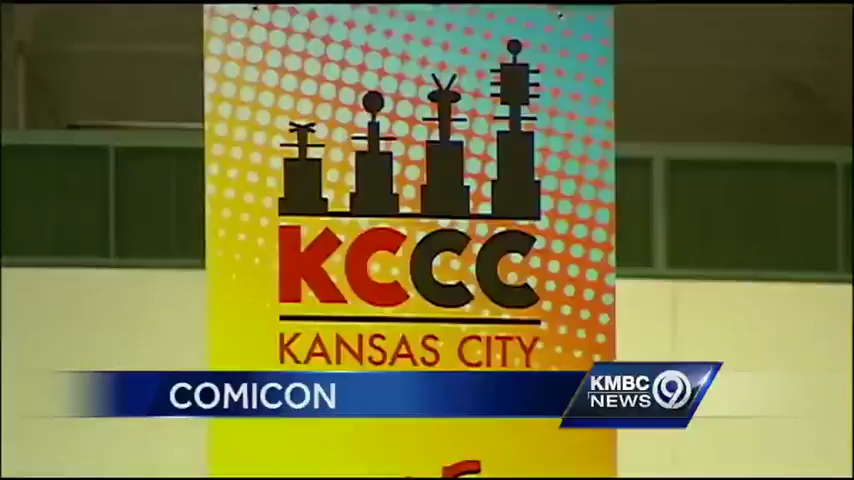 KCCC
KANSAS CITY
COMICON
KMBC 9
NEWS